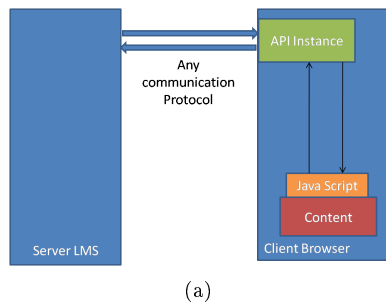 API Instance
Any
communication
Protocol
Java Script
Content
Server LMS
Client Browser
(a)